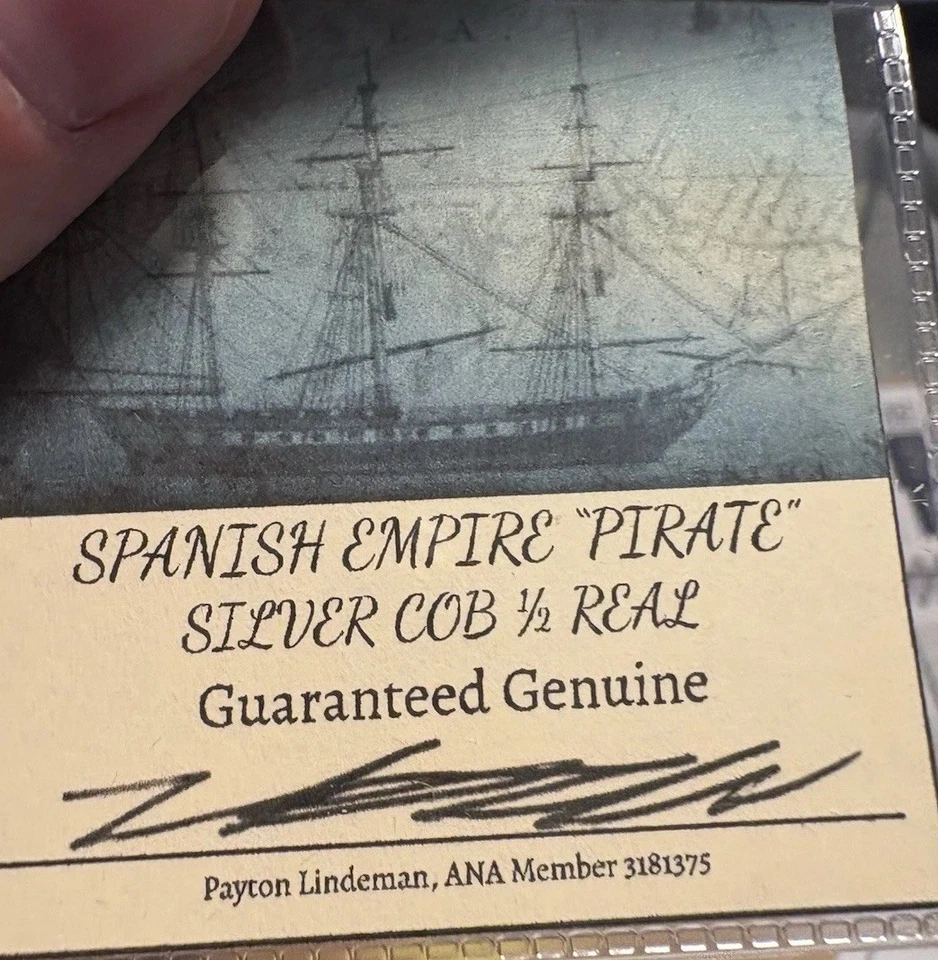 SPANISH EMPIRE “PIRATE”
SILVER COB ½ REAL
Guaranteed Genuine
Payton Lindeman, ANA Member 3181375